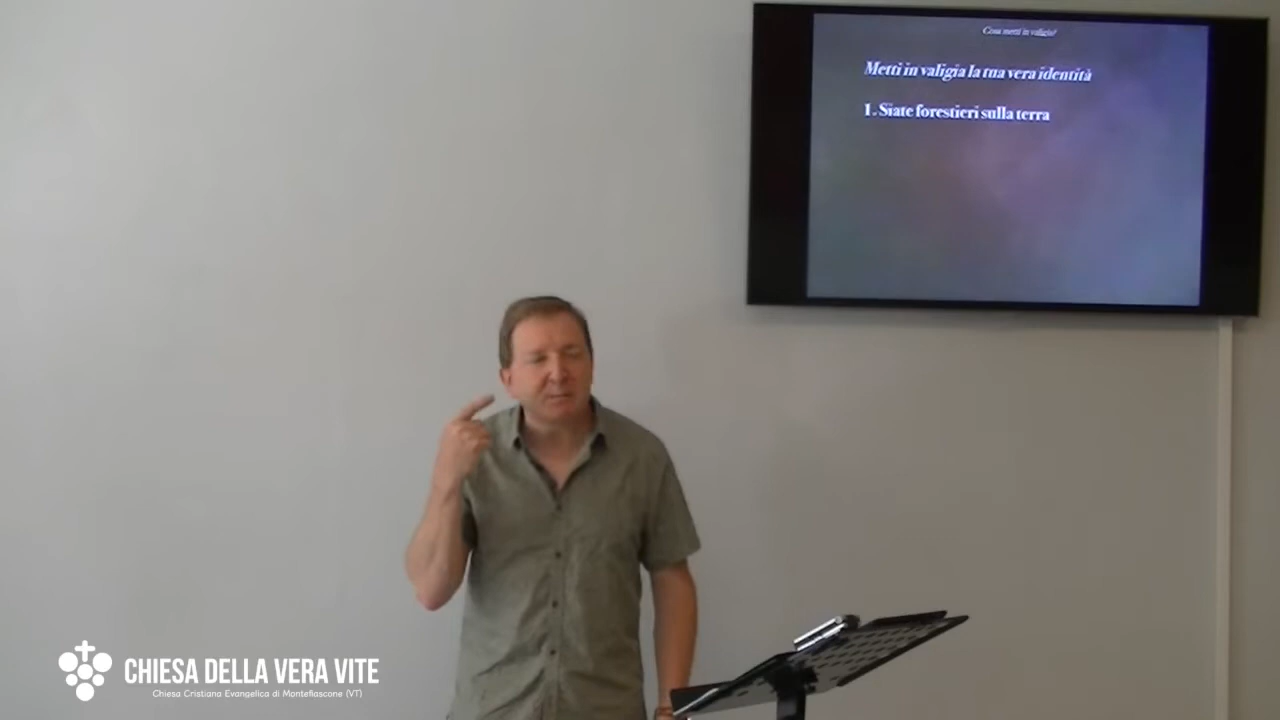 Cosa metti in valigia?
Metti in valigia la tua vera identità
1. Siate forestieri sulla terra
CHIESA DELLA VERA VITE
Chiesa Cristiana Evangelica di Montefiascone (VT)